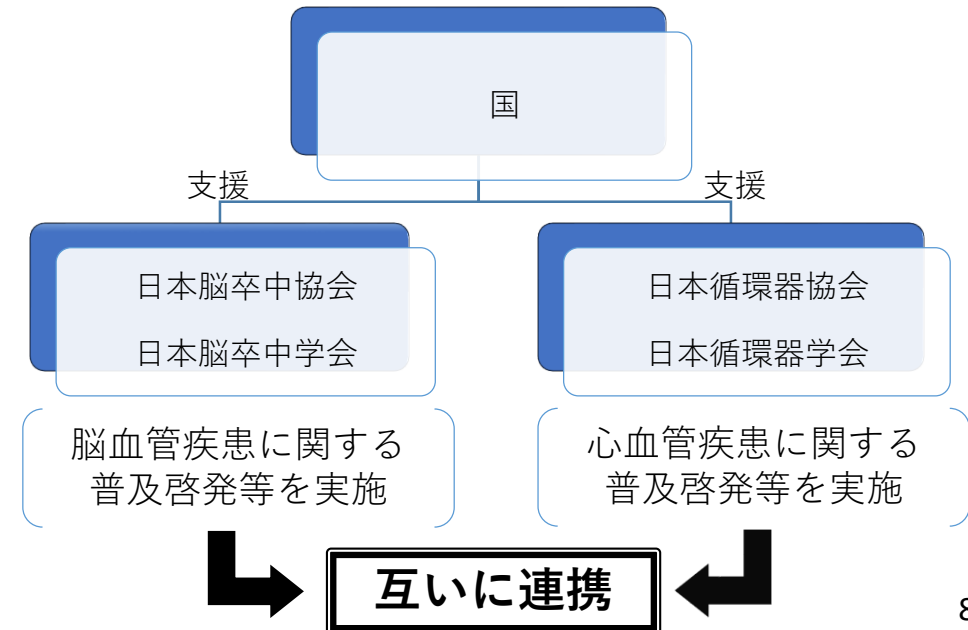 国
支援
支援
日本脳卒中協会
日本脳卒中学会
日本循環器協会
日本循環器学会
脳血管疾患に関する
普及啓発等を実施
心血管疾患に関する
普及啓発等を実施
互いに連携
8